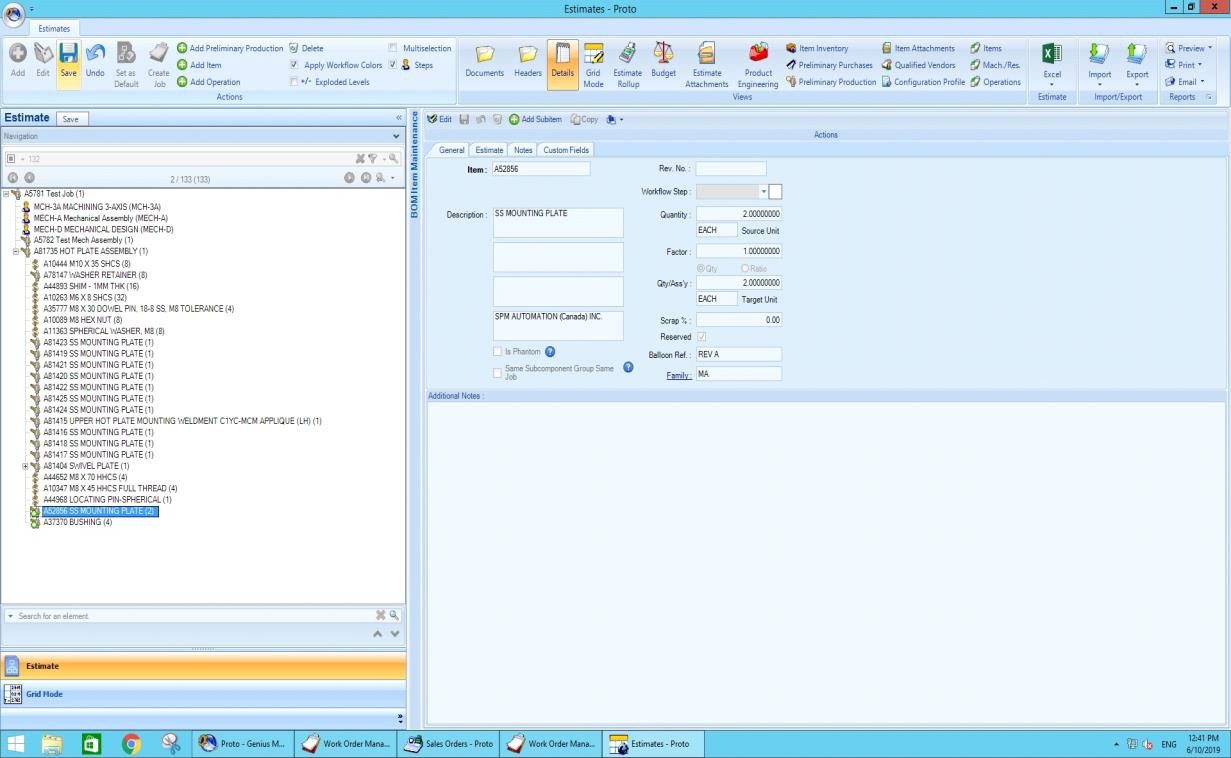 Estimates - Proto
Estimates
Add
Edit
Save
Undo
Set as Default
Create Job
Add Preliminary Production
Add Item
Add Operation
Delete
Apply Workflow Colors
+/- Exploded Levels
Multiselection
Steps
Actions
Documents
Headers
Details
Grid Mode
Estimate Rollup
Budget
Estimate Attachments
Product Engineering
Item Inventory
Preliminary Purchases
Preliminary Production
Item Attachments
Qualified Vendors
Configuration Profile
Items
Mach./Res.
Operations
Views
Excel
Estimate
Import
Export
Import/Export
Preview
Print
Email
Reports
Estimate
Save
«
Navigation
132
2 / 133 (133)
A5781 Test Job (1)
MCH-3A MACHINING 3-AXIS (MCH-3A)
MECH-A Mechanical Assembly (MECH-A)
MECH-D MECHANICAL DESIGN (MECH-D)
A5782 Test Mech Assembly (1)
A81735 HOT PLATE ASSEMBLY (1)
A10444 M10 X 35 SHCS (8)
A78147 WASHER RETAINER (8)
A44893 SHIM - 1MM THK (16)
A10263 M6 X 8 SHCS (32)
A35777 M8 X 30 DOWEL PIN, 18-8 SS, M8 TOLERANCE (4)
A10089 M8 HEX NUT (8)
A11363 SPHERICAL WASHER, M8 (8)
A81423 SS MOUNTING PLATE (1)
A81419 SS MOUNTING PLATE (1)
A81421 SS MOUNTING PLATE (1)
A81420 SS MOUNTING PLATE (1)
A81422 SS MOUNTING PLATE (1)
A81425 SS MOUNTING PLATE (1)
A81424 SS MOUNTING PLATE (1)
A81415 UPPER HOT PLATE MOUNTING WELDMENT C1YC-MCM APPLIQUE (LH) (1)
A81416 SS MOUNTING PLATE (1)
A81418 SS MOUNTING PLATE (1)
A81417 SS MOUNTING PLATE (1)
A81404 SWIVEL PLATE (1)
A44652 M8 X 70 HHCS (4)
A10347 M8 X 45 HHCS FULL THREAD (4)
A44968 LOCATING PIN-SPHERICAL (1)
A52856 SS MOUNTING PLATE (2)
A37370 BUSHING (4)
Search for an element
Estimate
Grid Mode
»
BOM Item Maintenance
Edit
Add Subitem
Copy
Actions
General
Estimate
Notes
Custom Fields
Item : A52856
Rev. No. :
Workflow Step :
Description : SS MOUNTING PLATE
SPM AUTOMATION (Canada) INC.
Is Phantom
Same Subcomponent Group Same Job
Quantity : 2.00000000
EACH Source Unit
Factor : 1.00000000
Qty Ratio
Qty/Ass'y : 2.00000000
EACH Target Unit
Scrap % : 0.00
Reserved
Balloon Ref. : REV A
Family : MA
Additional Notes :
Proto - Genius M...
Work Order Mana...
Sales Orders - Proto
Work Order Mana...
Estimates - Proto
ENG
12:41 PM
6/10/2019